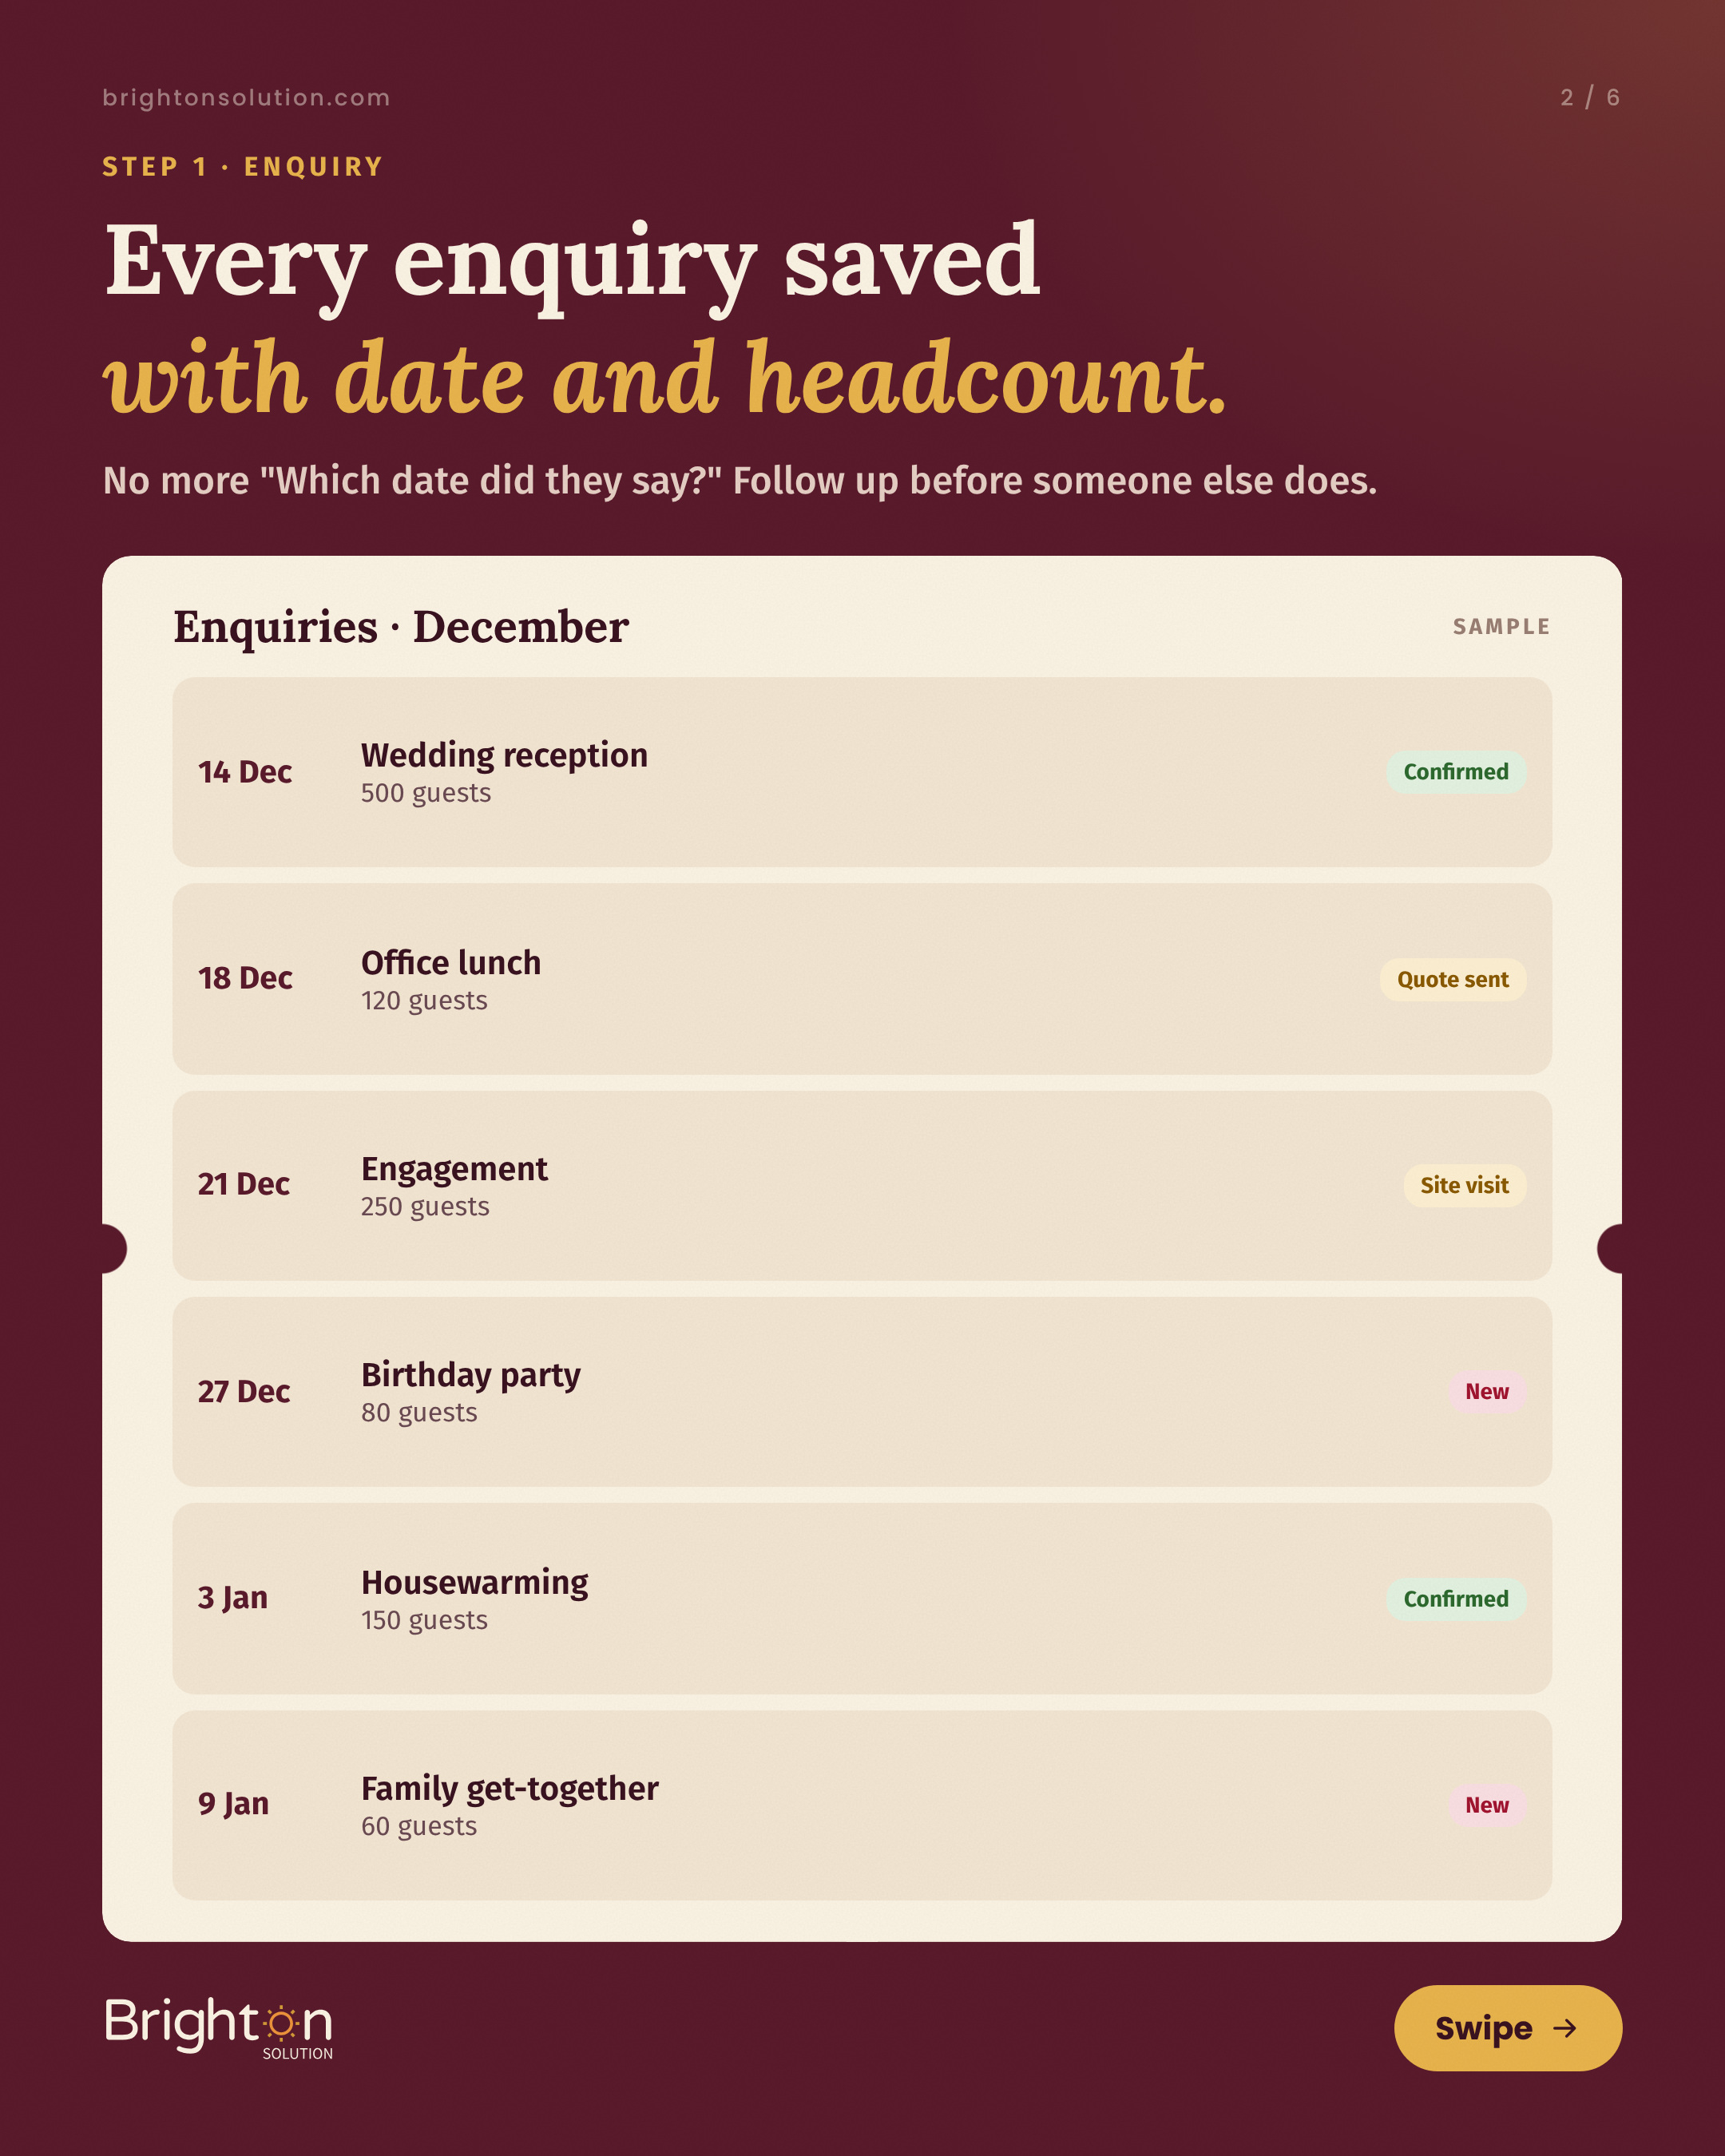 brightonsolution.com
2 / 6
STEP 1 · ENQUIRY
Every enquiry saved
with date and headcount.
No more "Which date did they say?" Follow up before someone else does.
Enquiries · December
SAMPLE
14 Dec
Wedding reception
500 guests
Confirmed
18 Dec
Office lunch
120 guests
Quote sent
21 Dec
Engagement
250 guests
Site visit
27 Dec
Birthday party
80 guests
New
3 Jan
Housewarming
150 guests
Confirmed
9 Jan
Family get-together
60 guests
New
Brighton
SOLUTION
Swipe →